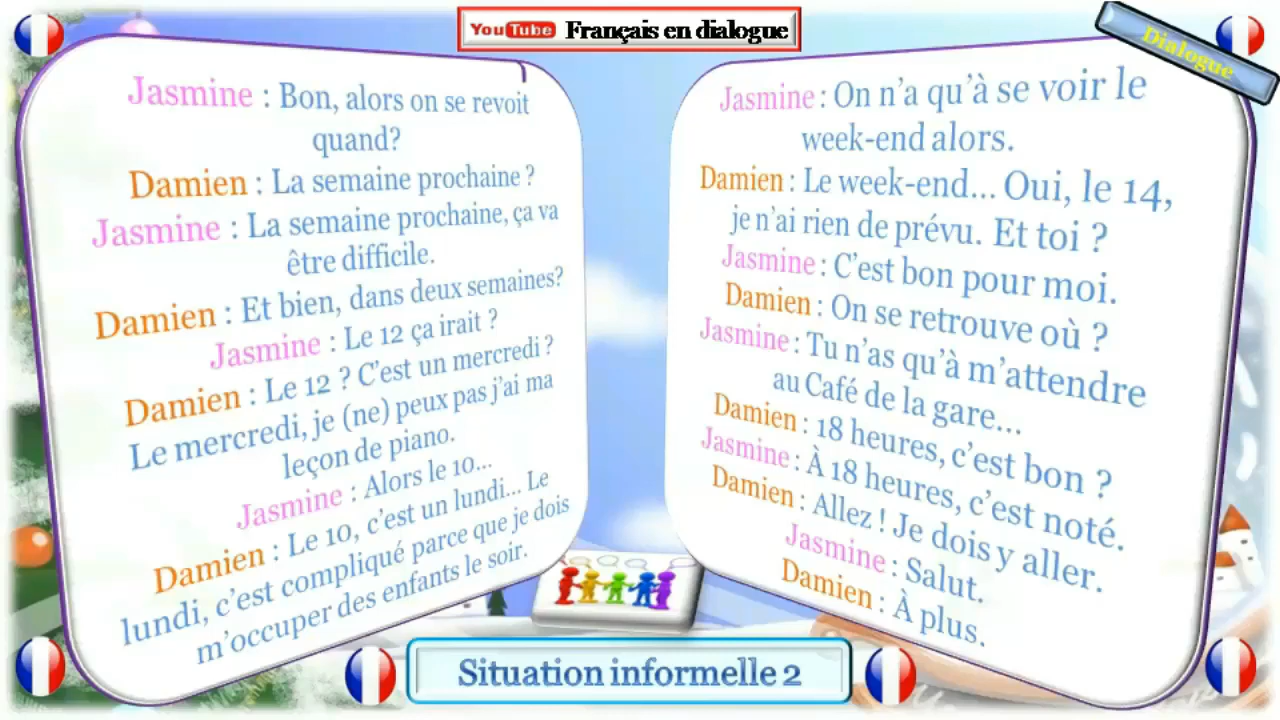 YouTube Français en dialogue
Dialogue
Jasmine : Bon, alors on se revoit
quand?
Damien : La semaine prochaine ?
Jasmine : La semaine prochaine, ça va
être difficile.
Damien : Et bien, dans deux semaines?
Jasmine : Le 12 ça irait ?
Damien : Le 12 ? C'est un mercredi ?
Le mercredi, je (ne) peux pas j'ai ma
leçon de piano.
Jasmine : Alors le 10...
Damien : Le 10, c'est un lundi... Le
lundi, c'est compliqué parce que je dois
m'occuper des enfants le soir.
Jasmine : On n'a qu'à se voir le
week-end alors.
Damien : Le week-end... Oui, le 14,
je n'ai rien de prévu. Et toi ?
Jasmine : C'est bon pour moi.
Damien : On se retrouve où ?
Jasmine : Tu n'as qu'à m'attendre
au Café de la gare...
Damien : 18 heures, c'est bon ?
Jasmine : À 18 heures, c'est noté.
Damien : Allez ! Je dois y aller.
Jasmine : Salut.
Damien : À plus.
Situation informelle 2